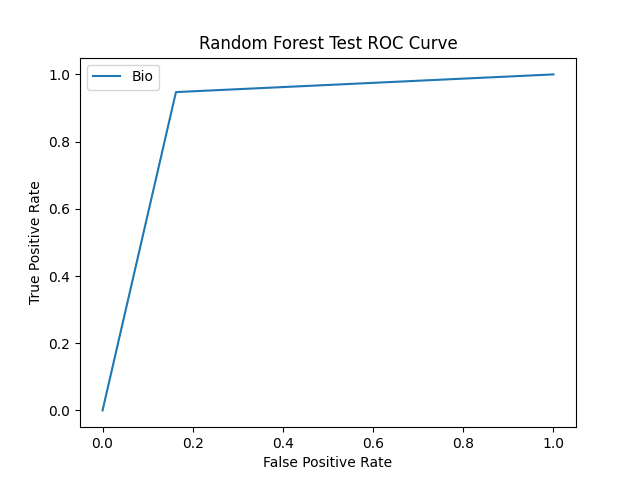 Random Forest Test ROC Curve
Bio
True Positive Rate
1.0
0.8
0.6
0.4
0.2
0.0
0.0 0.2 0.4 0.6 0.8 1.0
False Positive Rate